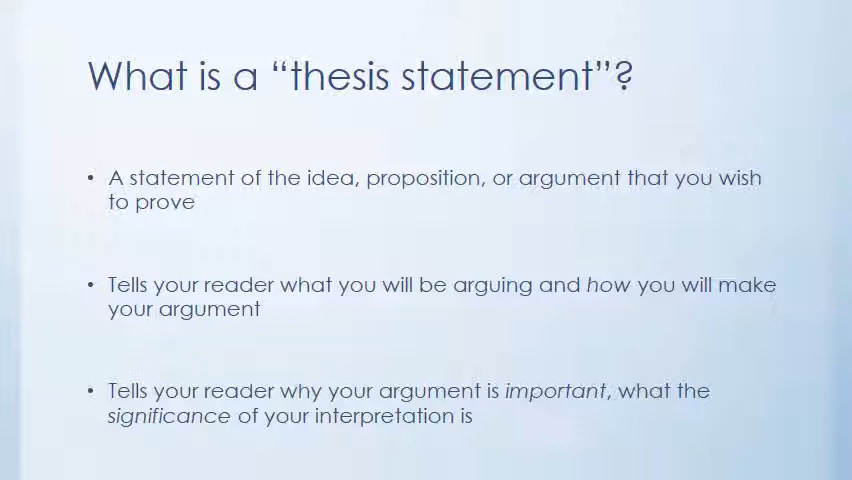 What is a “thesis statement”?
• A statement of the idea, proposition, or argument that you wish
to prove
• Tells your reader what you will be arguing and how you will make
your argument
• Tells your reader why your argument is important, what the
significance of your interpretation is